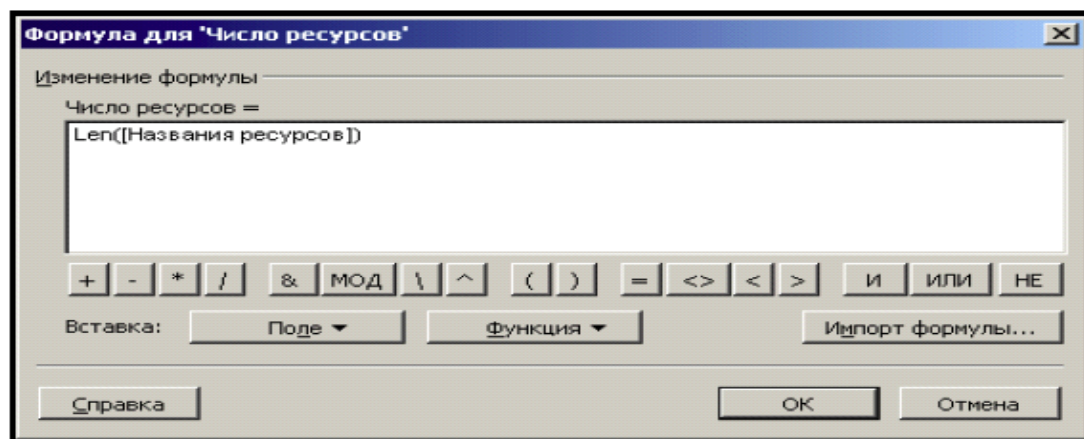 Формула для 'Число ресурсов'
Изменение формулы
Число ресурсов =
Len([Названия ресурсов])
+ - * / & МОД \ ^ ( ) = <> < > И ИЛИ НЕ
Вставка: Поле Функция Импорт формулы...
Справка ОК Отмена